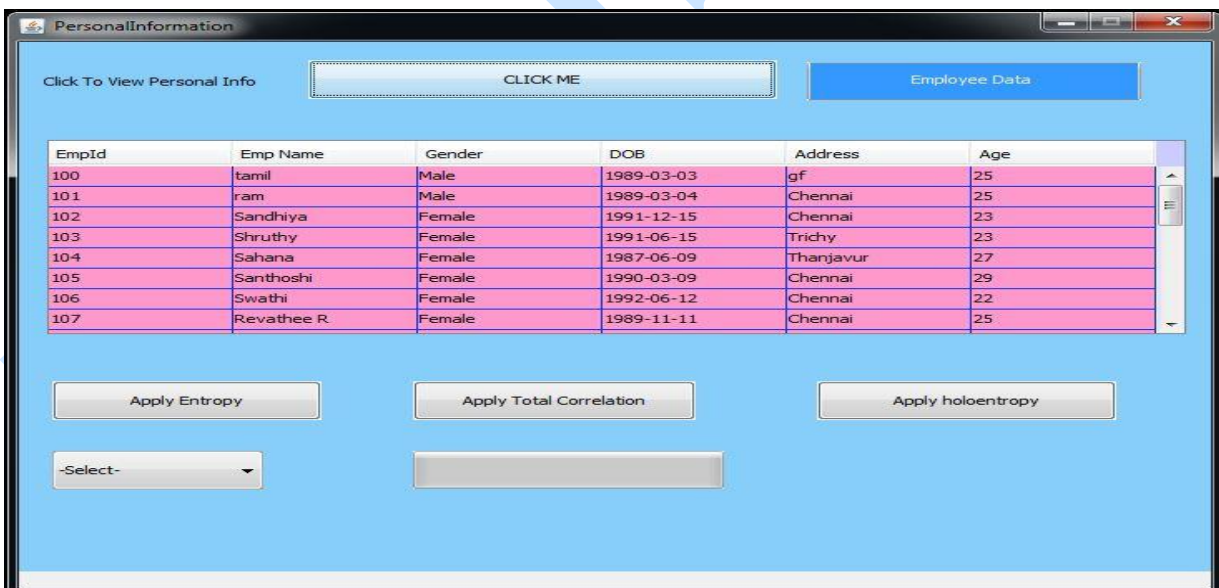 PersonalInformation
Click To View Personal Info CLICK ME Employee Data
EmpId Emp Name Gender DOB Address Age
100 tamil Male 1989-03-03 gf 25
101 ram Male 1989-03-04 Chennai 25
102 Sandhiya Female 1991-12-15 Chennai 23
103 Shruthy Female 1991-06-15 Trichy 23
104 Sahana Female 1987-06-09 Thanjavur 27
105 Santhoshi Female 1990-03-09 Chennai 29
106 Swathi Female 1992-06-12 Chennai 22
107 Revathee R Female 1989-11-11 Chennai 25
Apply Entropy Apply Total Correlation Apply holoentropy
-Select-